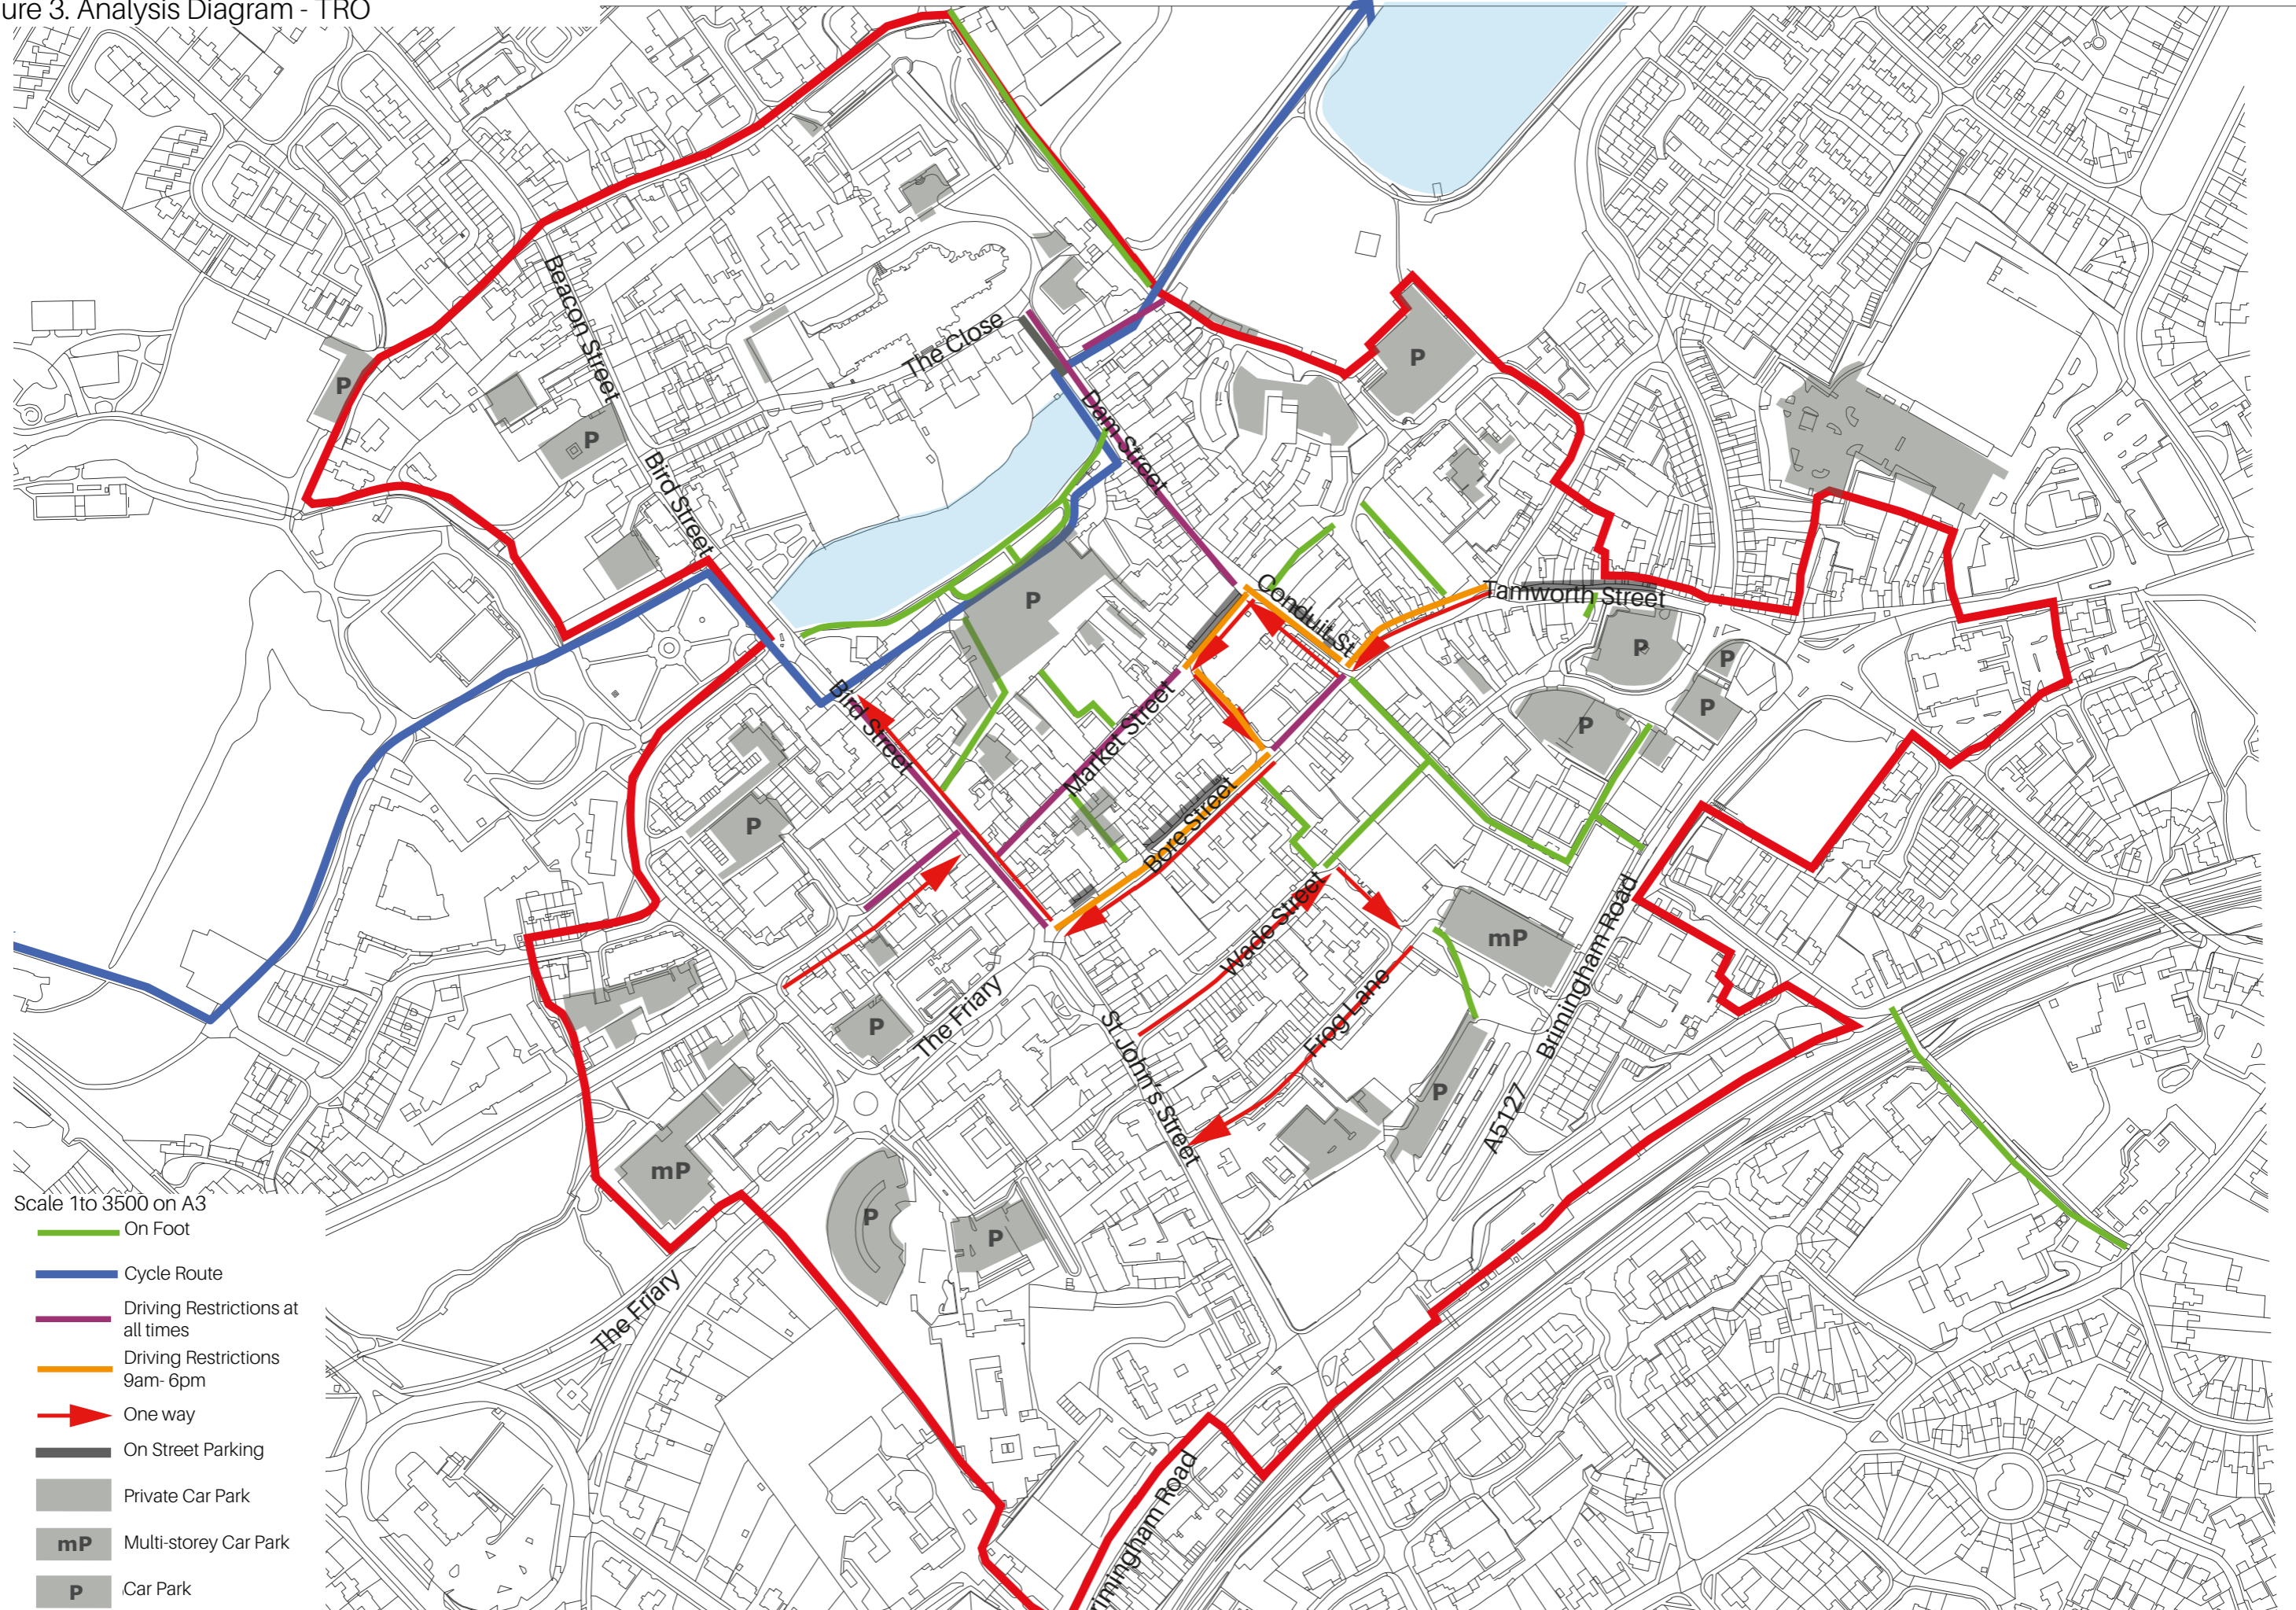 ure 3. Analysis Diagram - TRO
Beacon Street
The Close
P
P
P
Dam Street
Bird Street
P
Conduit St
Tamworth Street
P
P
P
P
Bird Street
Market Street
P
Bore Street
Wade Street
mP
Brimingham Road
The Friary
P
Frog Lane
St John's Street
P
A5127
mP
P
P
The Friary
rimingham Road
Scale 1to 3500 on A3
On Foot
Cycle Route
Driving Restrictions at
all times
Driving Restrictions
9am- 6pm
One way
On Street Parking
Private Car Park
mP Multi-storey Car Park
P Car Park